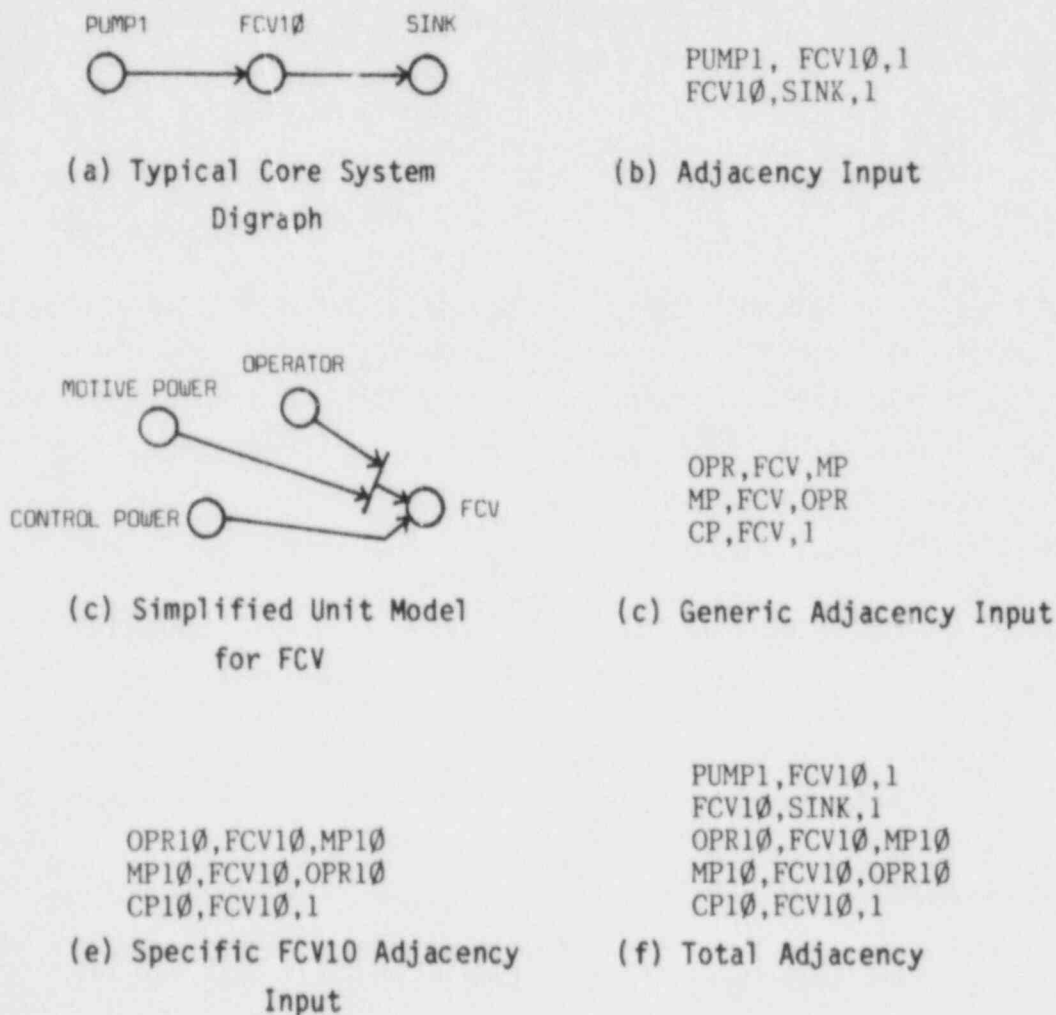 PUMP1 FCV1Ø SINK
PUMP1, FCV1Ø,1
FCV1Ø,SINK,1
(a) Typical Core System
Digraph
(b) Adjacency Input
OPERATOR
MOTIVE POWER
CONTROL POWER
FCV
OPR,FCV,MP
MP,FCV,OPR
CP,FCV,1
(c) Simplified Unit Model
for FCV
(c) Generic Adjacency Input
OPR1Ø,FCV1Ø,MP1Ø
MP1Ø,FCV1Ø,OPR1Ø
CP1Ø,FCV1Ø,1
(e) Specific FCV10 Adjacency
Input
PUMP1,FCV1Ø,1
FCV1Ø,SINK,1
OPR1Ø,FCV1Ø,MP1Ø
MP1Ø,FCV1Ø,OPR1Ø
CP1Ø,FCV1Ø,1
(f) Total Adjacency